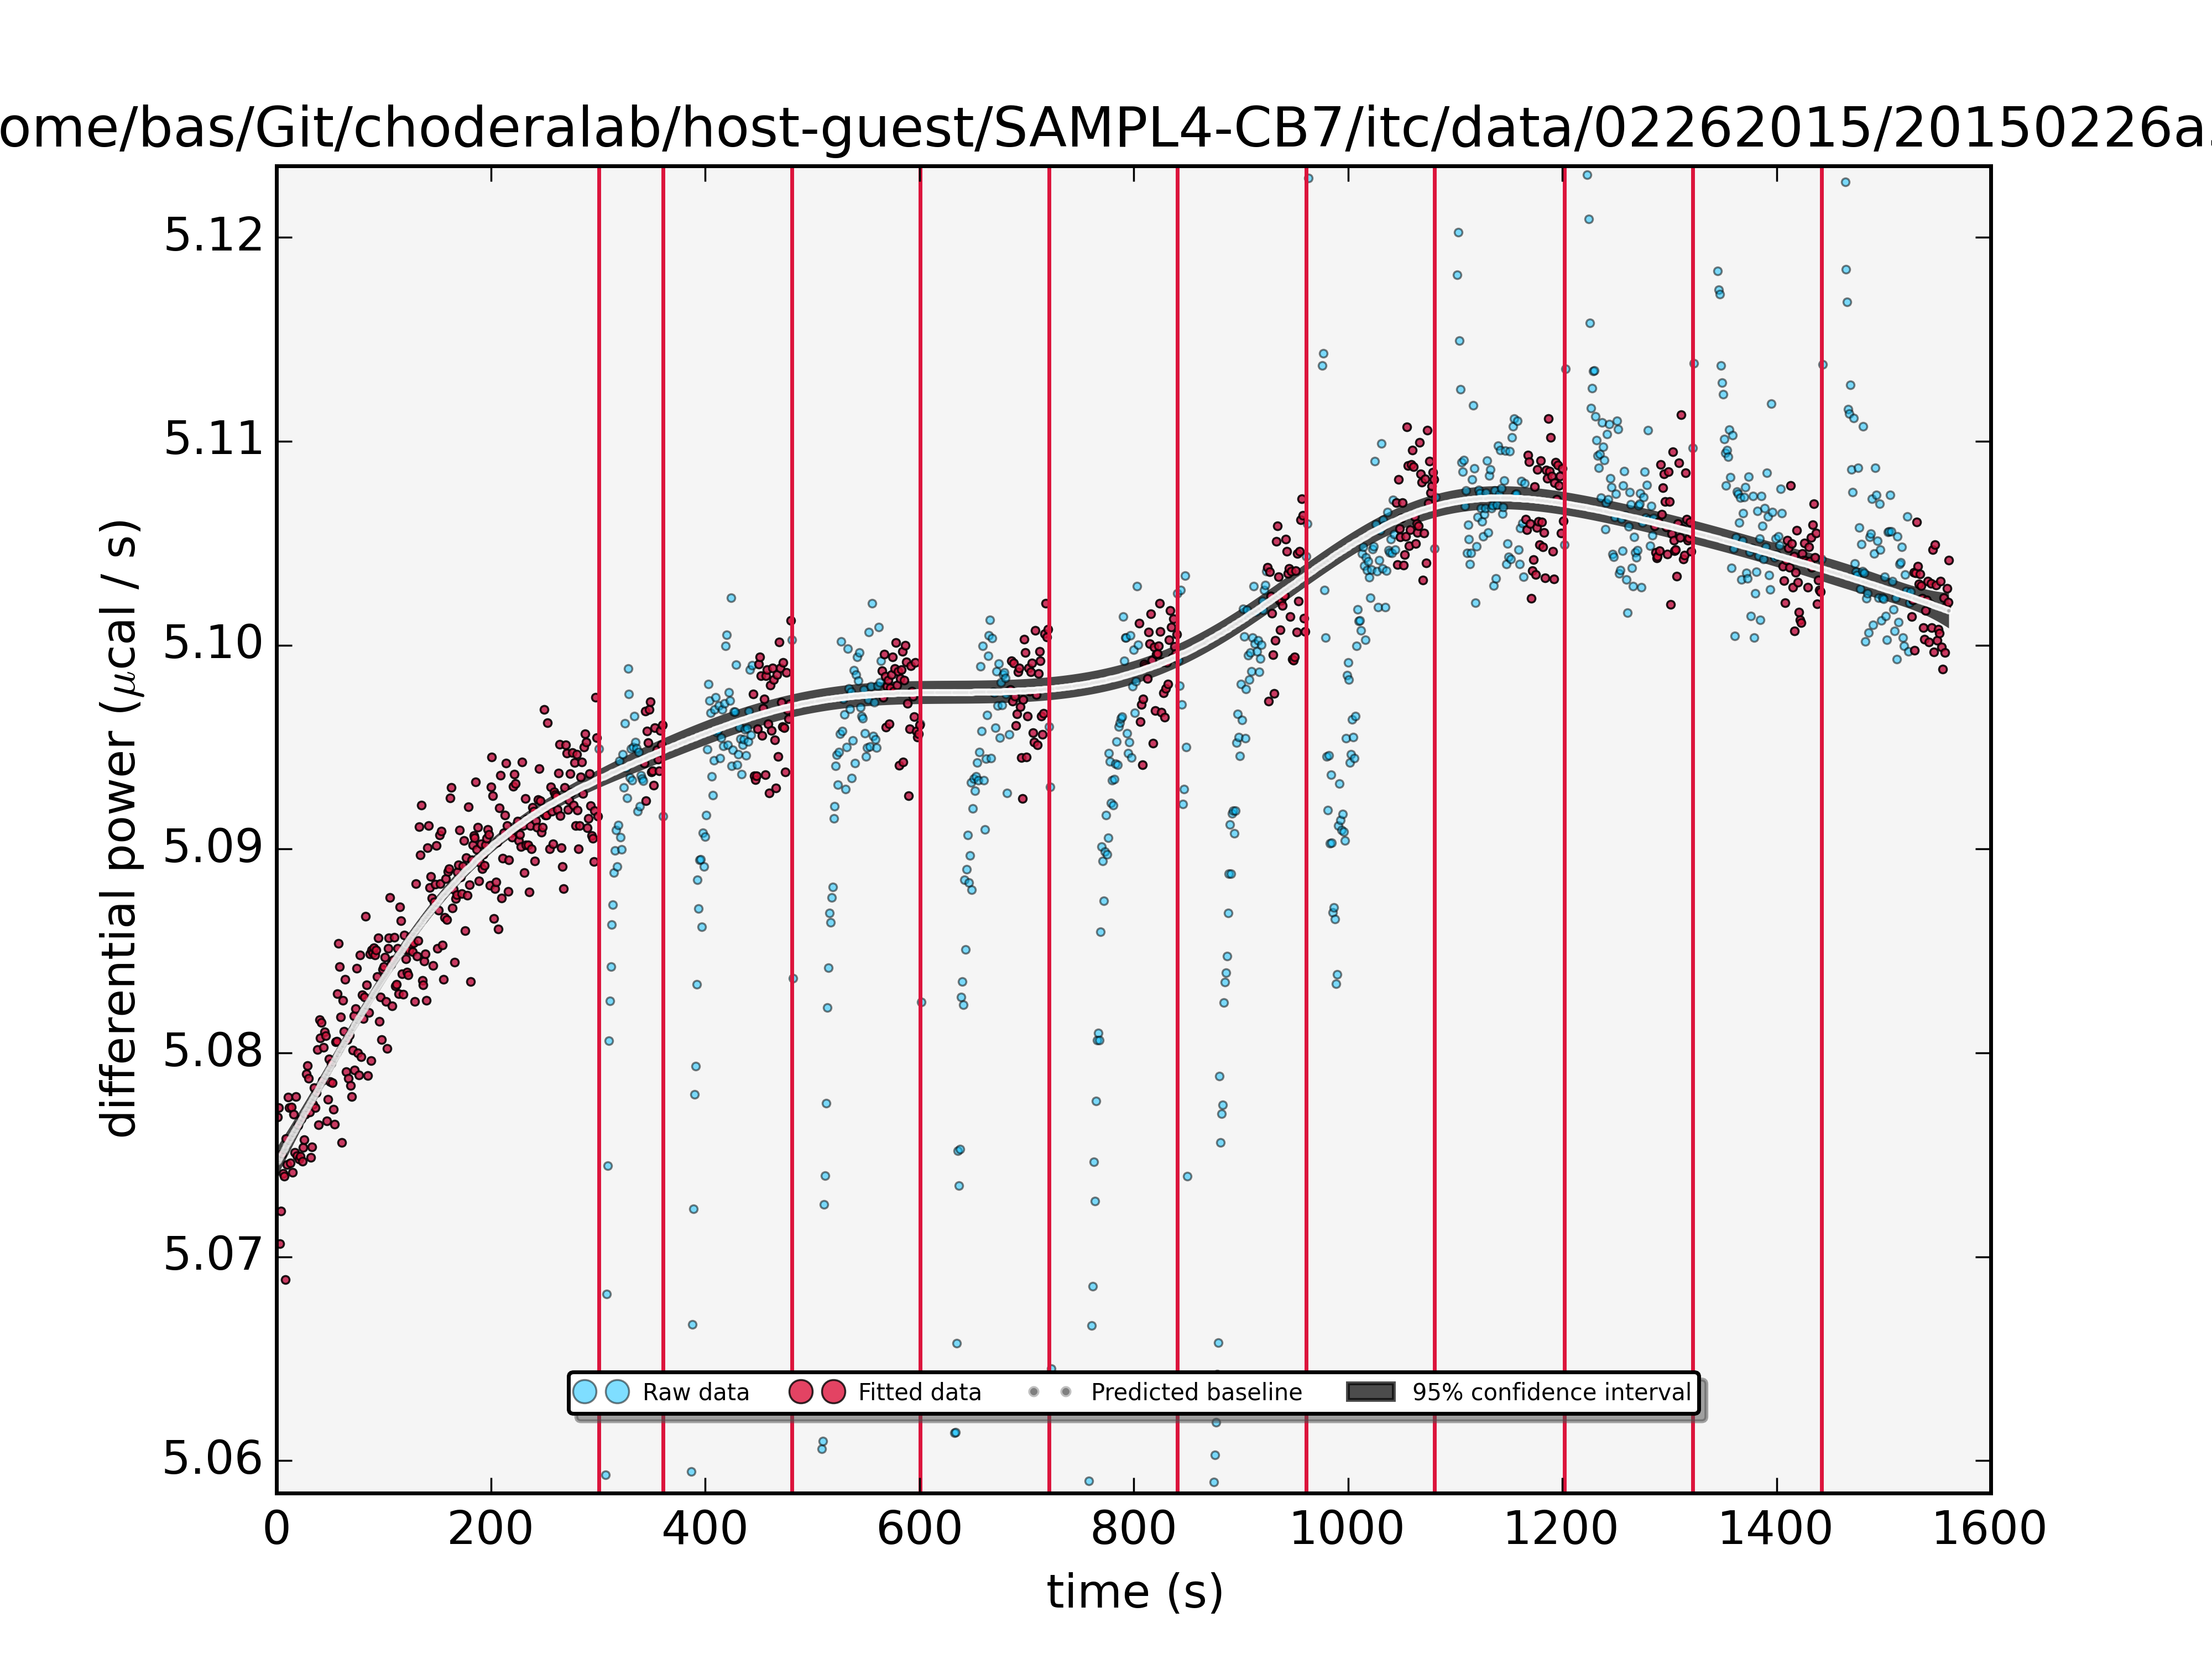 ome/bas/Git/choderalab/host-guest/SAMPL4-CB7/itc/data/02262015/20150226a
5.12
5.11
5.10
5.09
5.08
5.07
5.06
differential power (μcal / s)
Raw data Fitted data Predicted baseline 95% confidence interval
0 200 400 600 800 1000 1200 1400 1600
time (s)